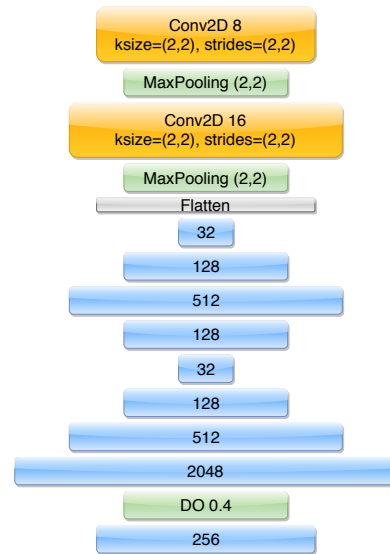 Conv2D 8
ksize=(2,2), strides=(2,2)
MaxPooling (2,2)
Conv2D 16
ksize=(2,2), strides=(2,2)
MaxPooling (2,2)
Flatten
32
128
512
128
32
128
512
2048
DO 0.4
256